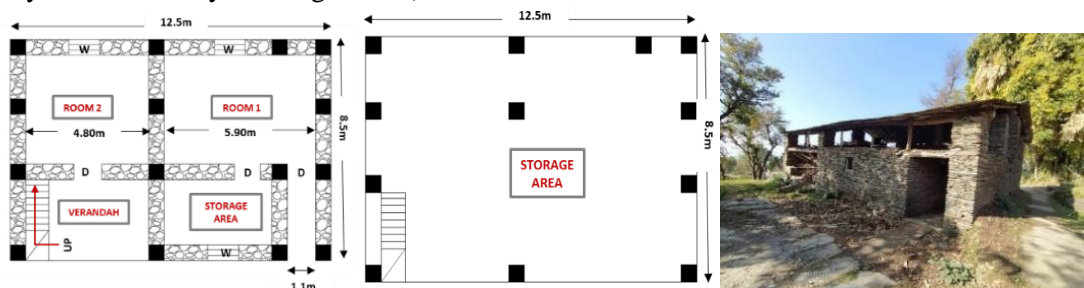 12.5m
W
W
8.5m
ROOM 2
ROOM 1
4.80m
5.90m
D
D
D
VERANDAH
STORAGE
AREA
UP
W
1.1m
12.5m
8.5m
STORAGE
AREA